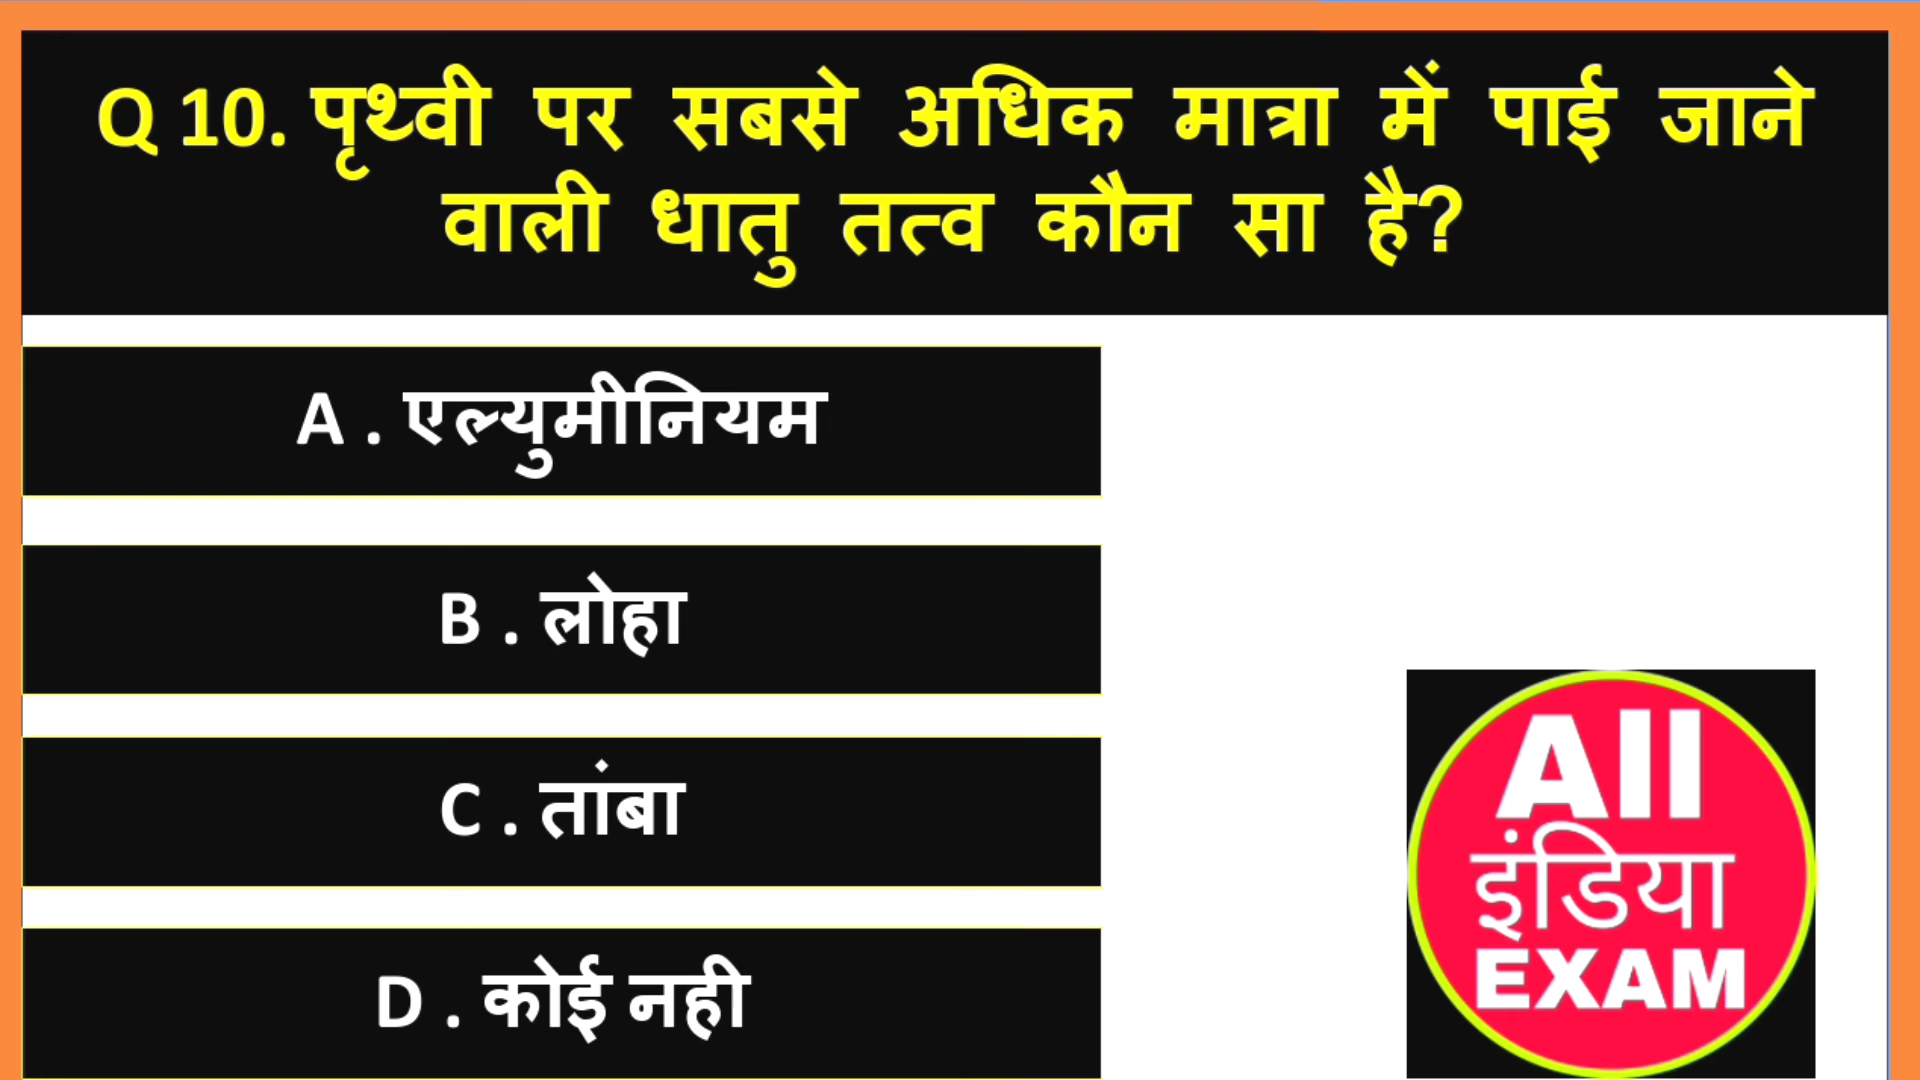 Q 10. पृथ्वी पर सबसे अधिक मात्रा में पाई जाने
वाली धातु तत्व कौन सा है?
A . एल्युमीनियम
B . लोहा
C . तांबा
D . कोई नही
All
इंडिया
EXAM